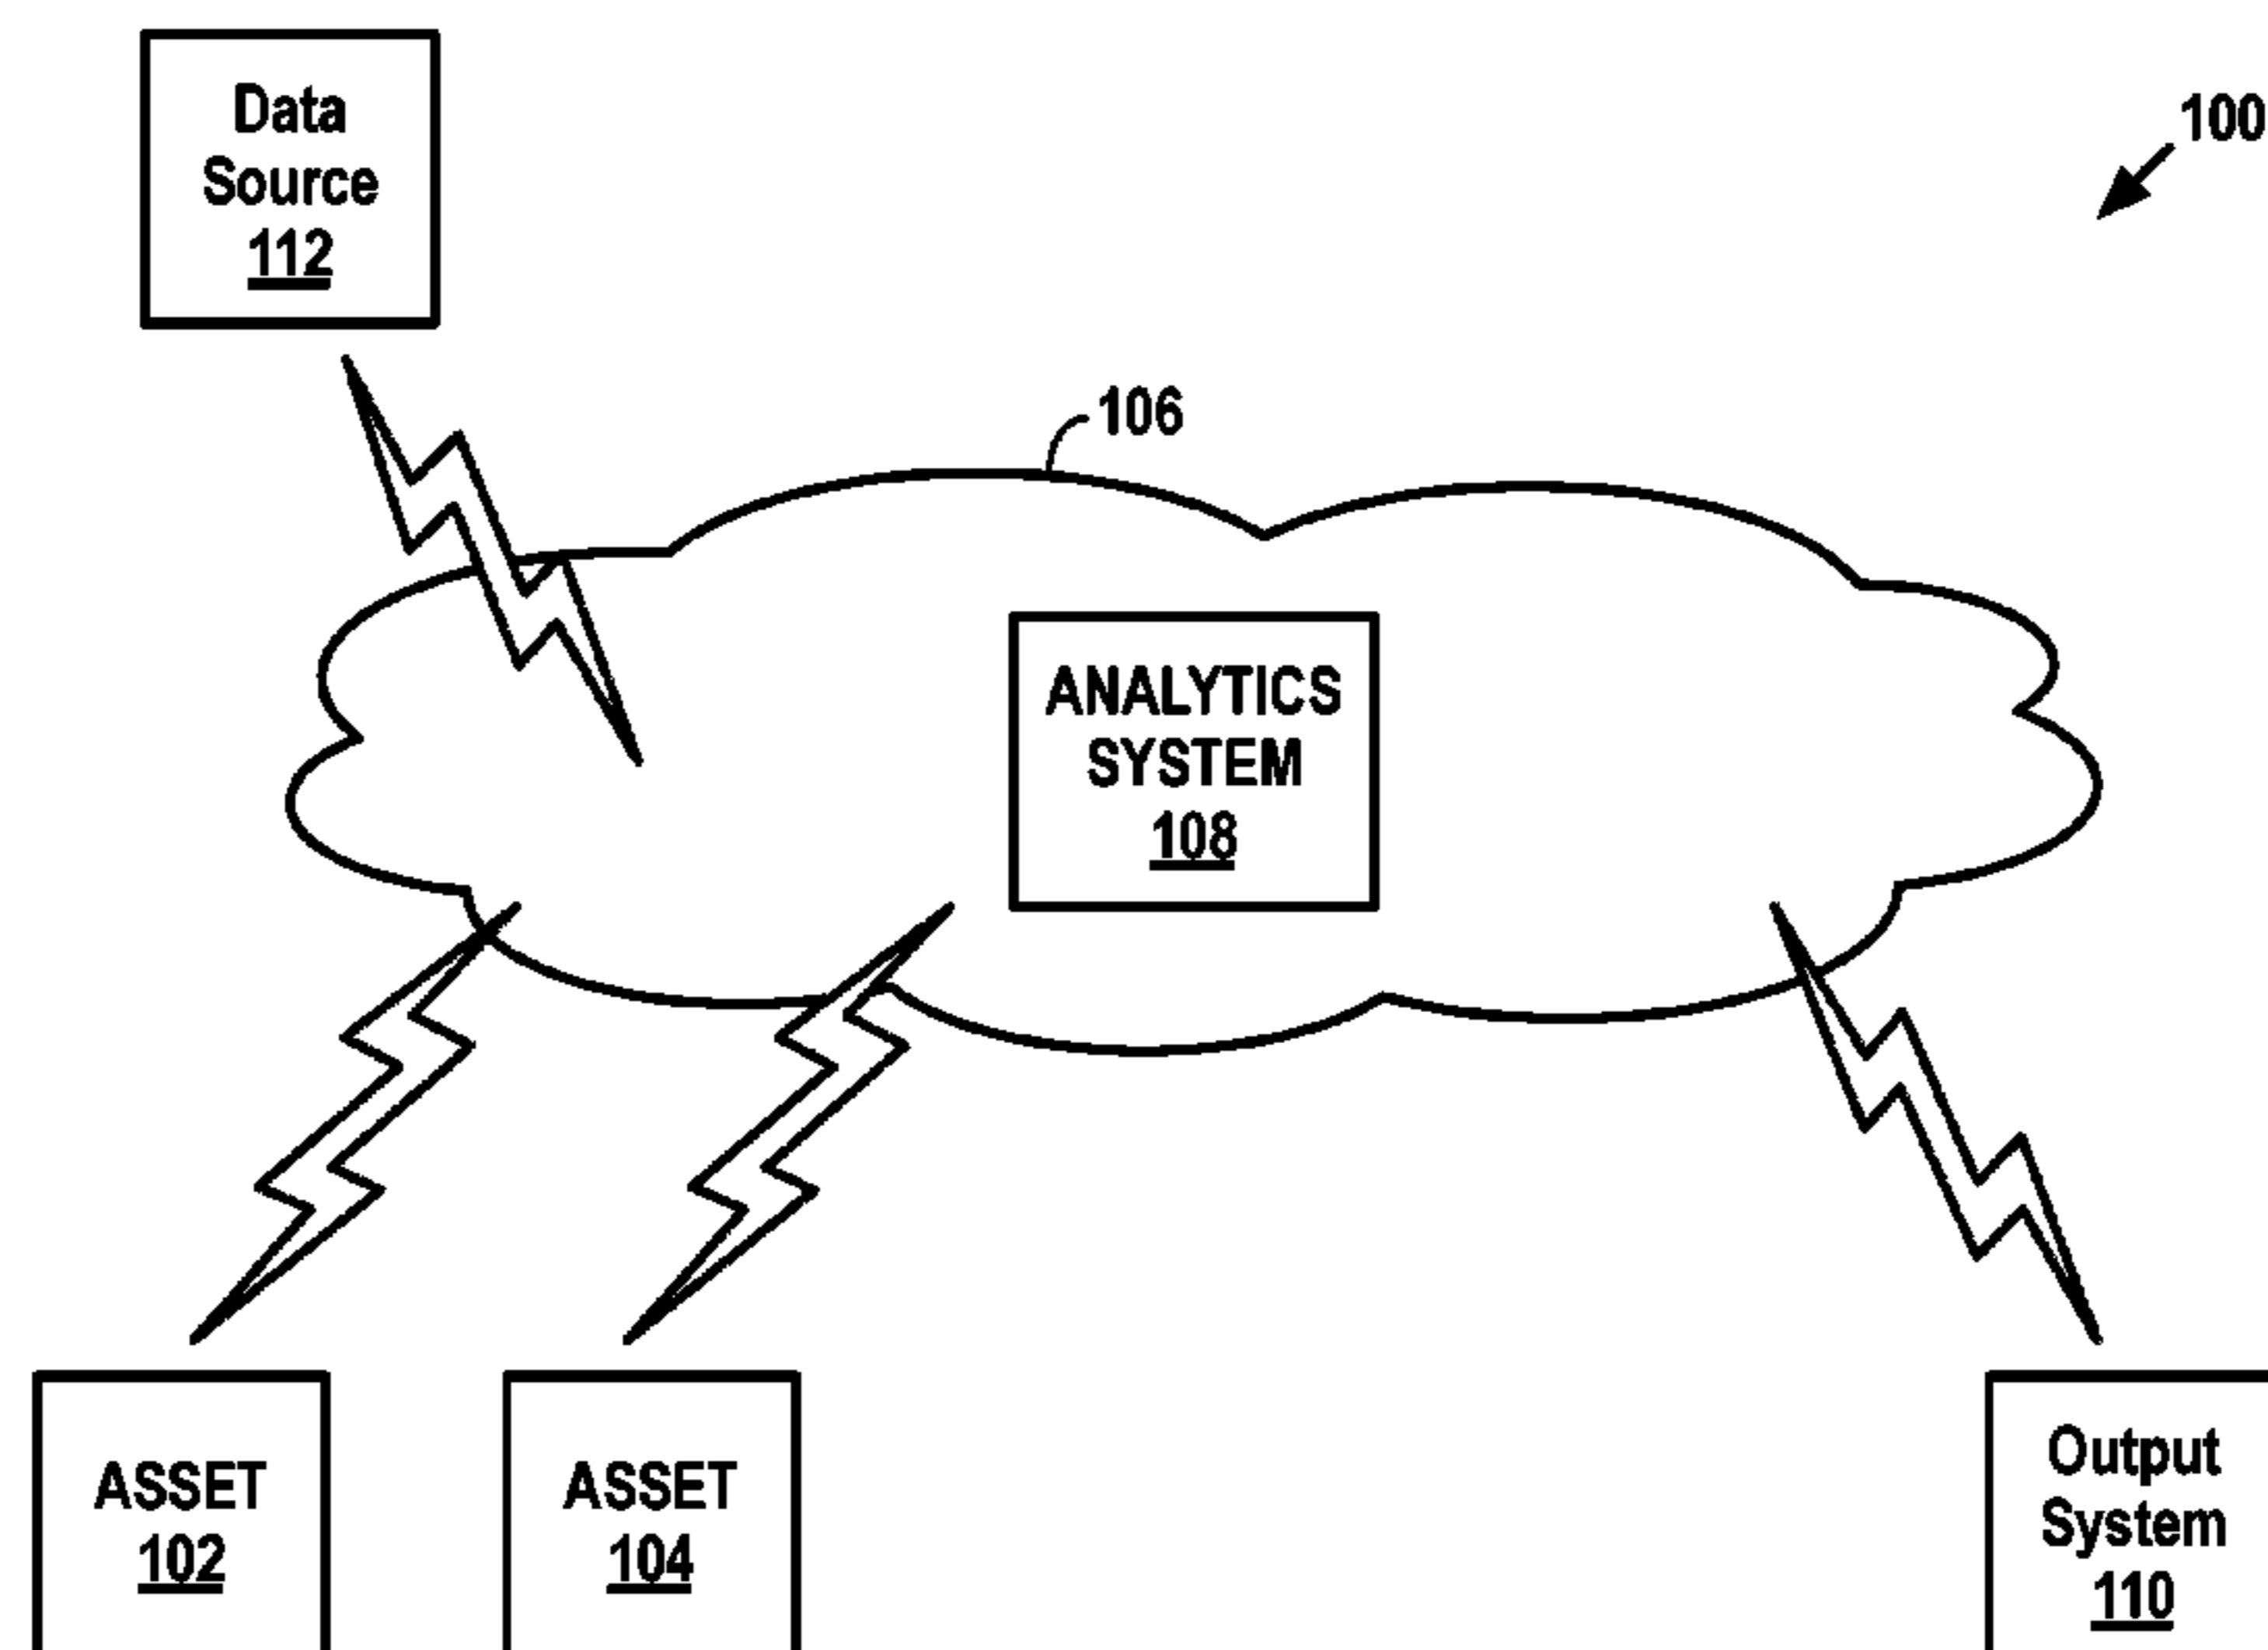 Data
Source
112
100
106
ANALYTICS
SYSTEM
108
ASSET
102
ASSET
104
Output
System
110